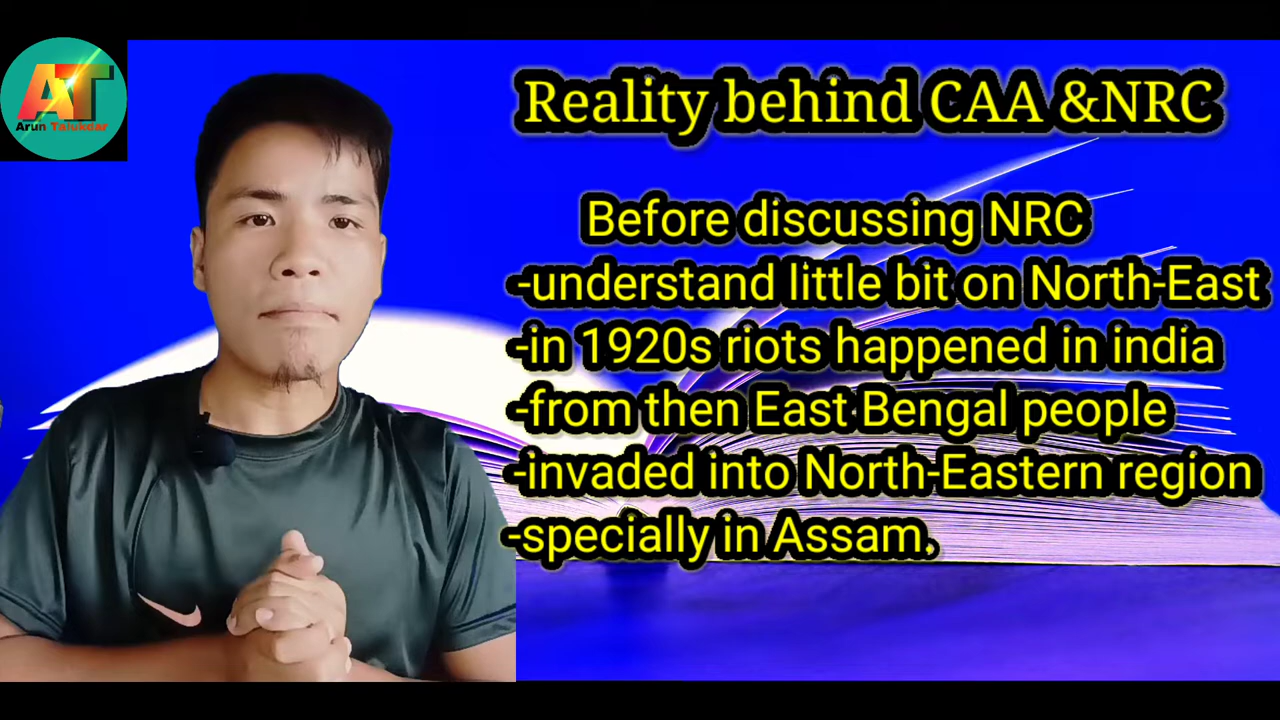 AT
Arun Talukdar
Reality behind CAA &NRC
Before discussing NRC
-understand little bit on North-East
-in 1920s riots happened in india
-from then East Bengal people
-invaded into North-Eastern region
-specially in Assam.